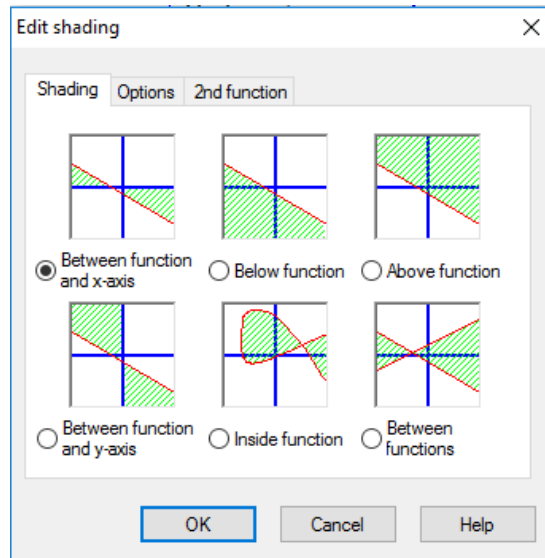 Edit shading
Shading Options 2nd function
Between function
and x-axis
Below function
Above function
Between function
and y-axis
Inside function
Between
functions
OK Cancel Help